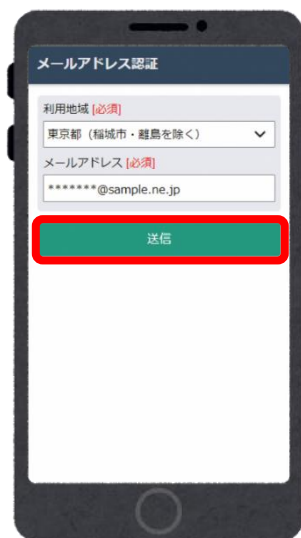 メールアドレス認証
利用地域 [必須]
東京都（稲城市・離島を除く）
メールアドレス [必須]
*******@sample.ne.jp
送信